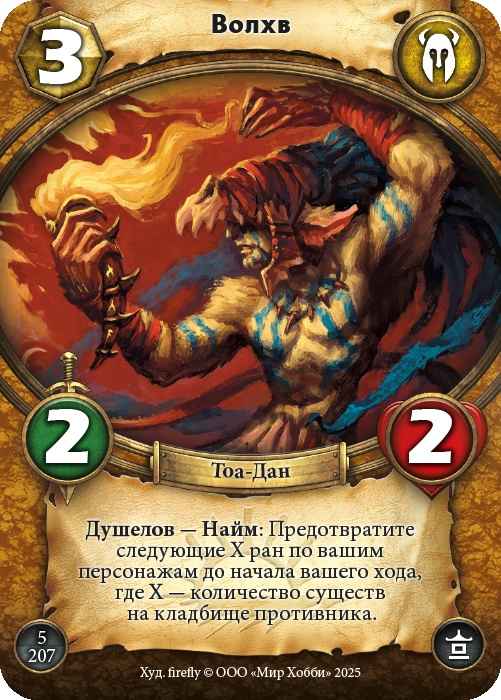 3
Волхв
2
2
Тоа-Дан
Душелов — Найм: Предотвратите
следующие X ран по вашим
персонажам до начала вашего хода,
где X — количество существ
на кладбище противника.
5
207
Худ. firefly © ООО «Мир Хобби» 2025